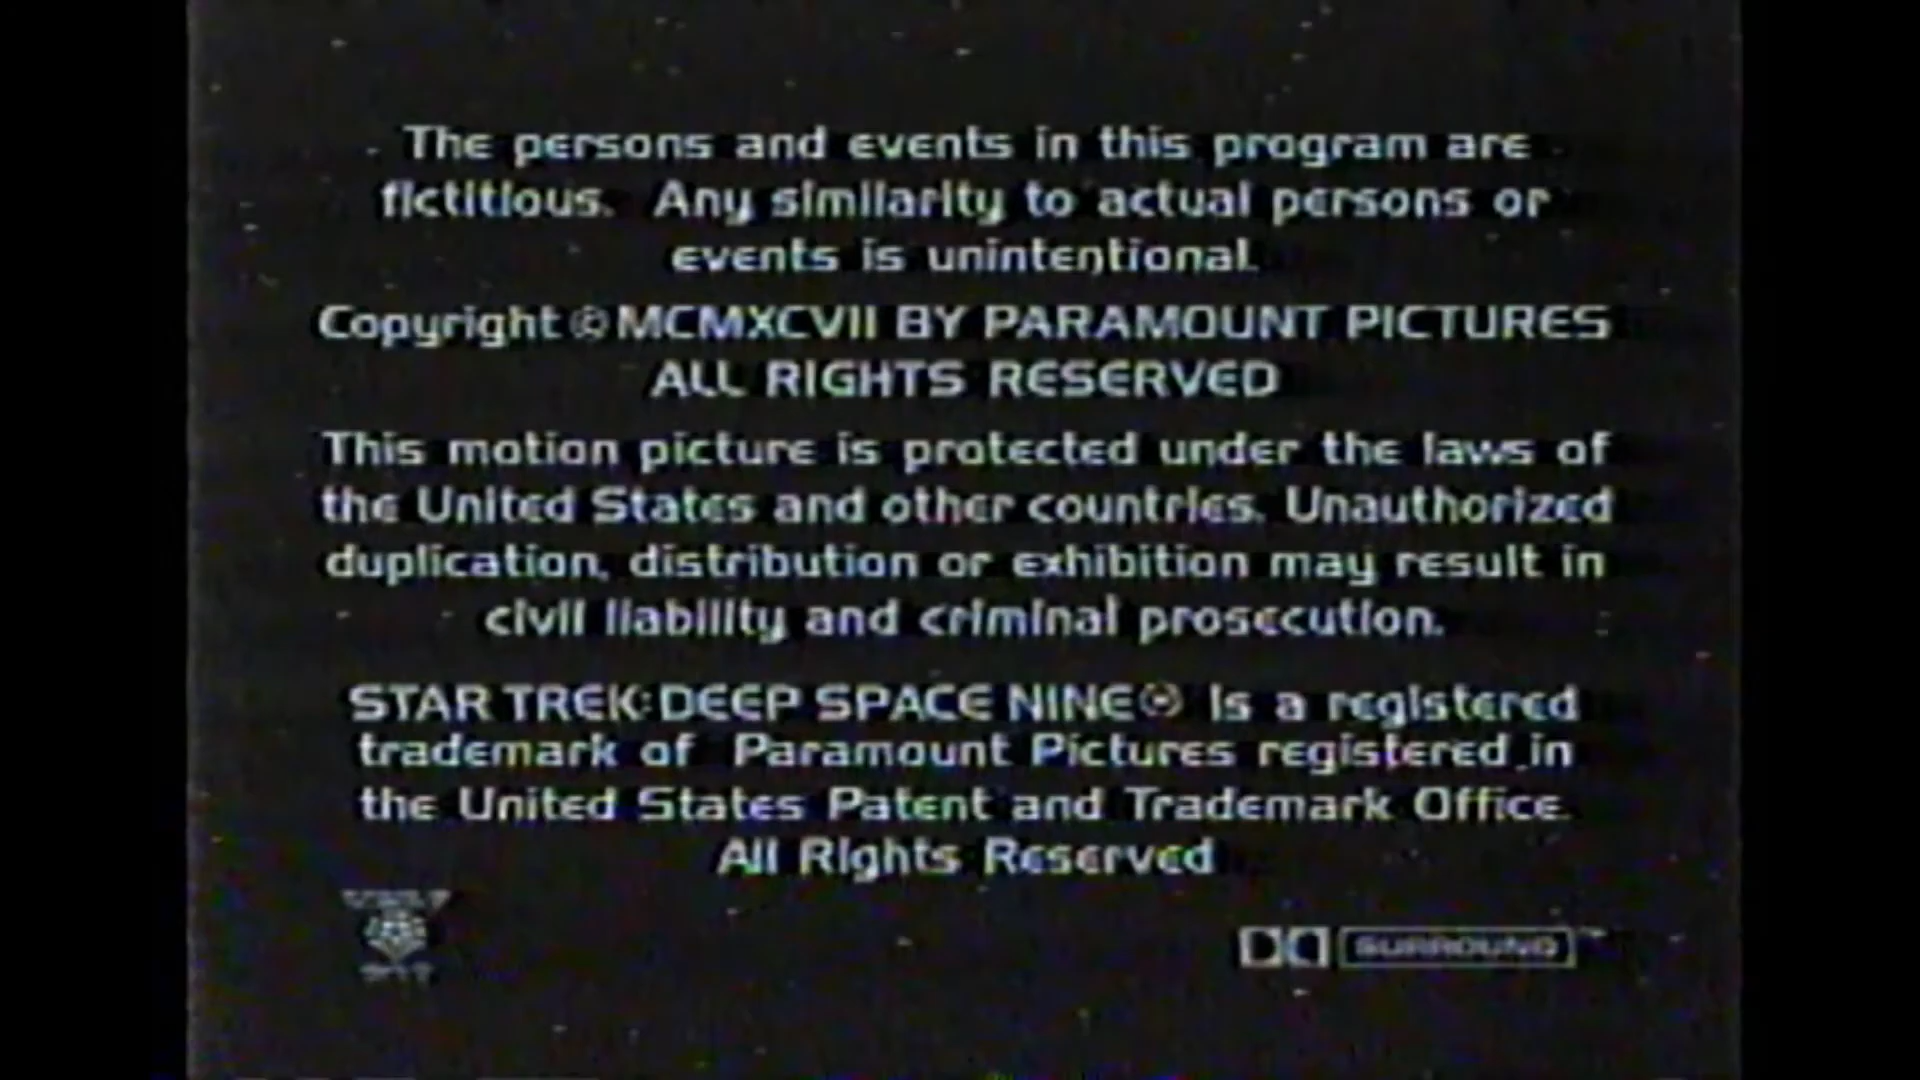 The persons and events in this program are
fictitious. Any similarity to actual persons or
events is unintentional.
Copyright © MCMXCVII BY PARAMOUNT PICTURES
ALL RIGHTS RESERVED
This motion picture is protected under the laws of
the United States and other countries. Unauthorized
duplication, distribution or exhibition may result in
civil liability and criminal prosecution.
STAR TREK: DEEP SPACE NINE® is a registered
trademark of Paramount Pictures registered in
the United States Patent and Trademark Office.
All Rights Reserved
SURROUND